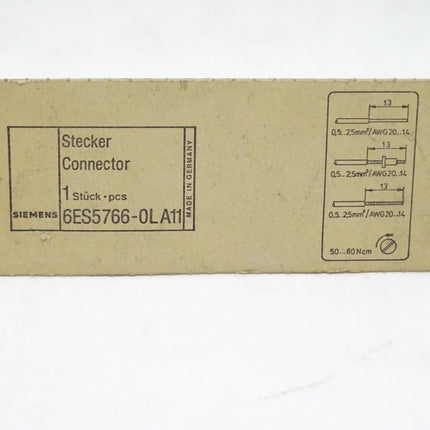 Stecker
Connector
1 Stück · pcs
SIEMENS 6ES5766-0LA11
MADE IN GERMANY
13
0,5...2,5mm²/AWG20...14
13
0,5...2,5mm²/AWG20...14
13
0,5...2,5mm²/AWG20...14
50...80Ncm